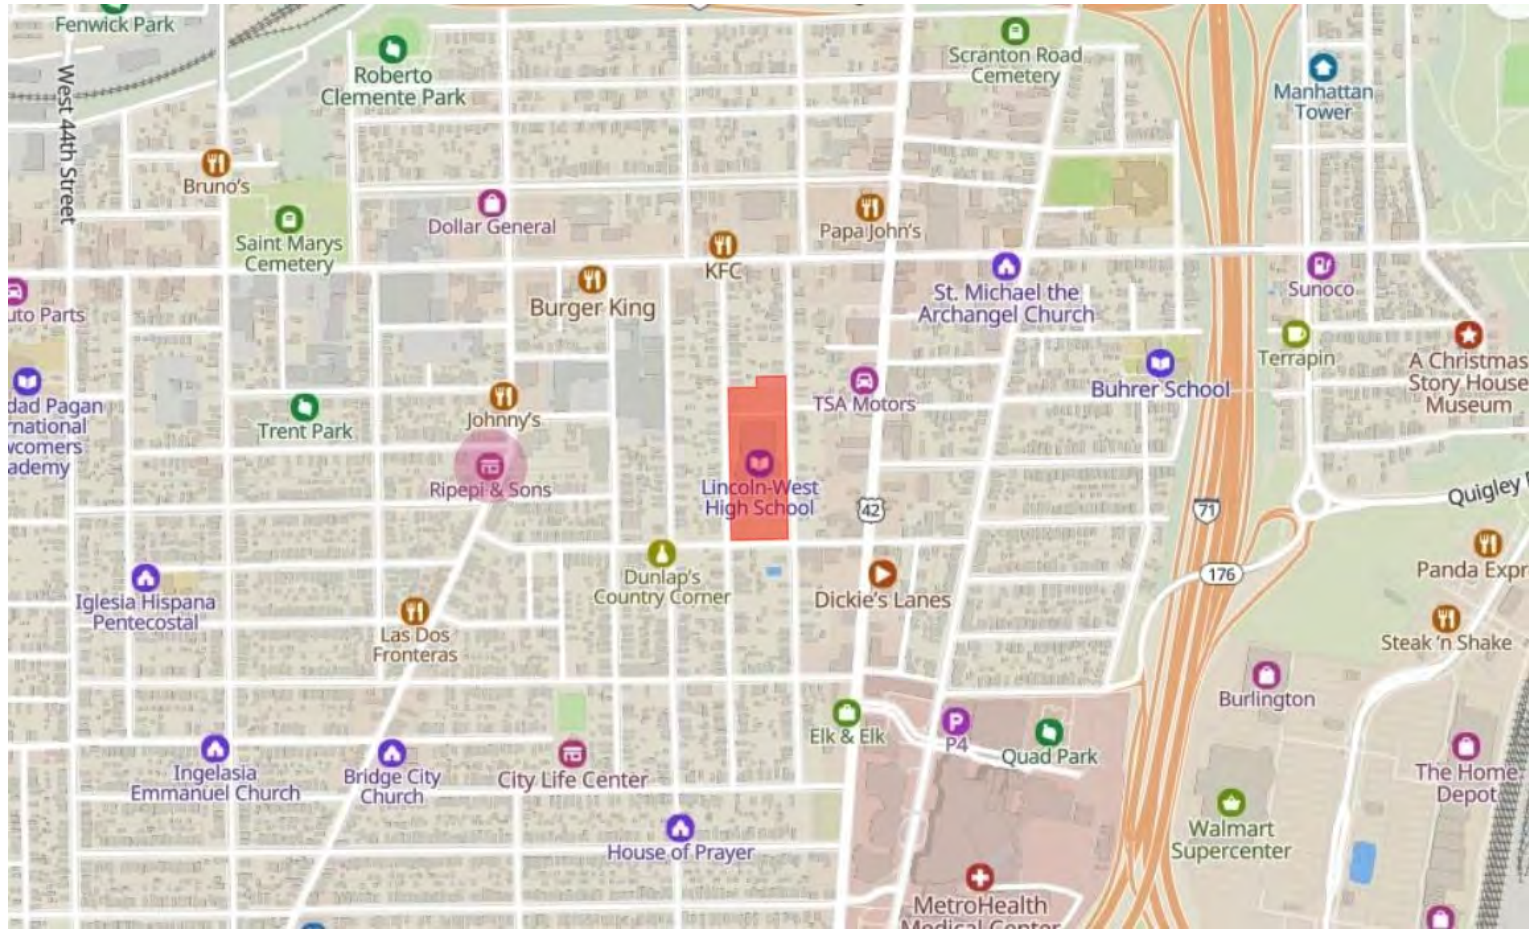 Fenwick Park
West 44th Street
Roberto
Clemente Park
Scranton Road
Cemetery
Manhattan
Tower
Bruno's
Saint Marys
Cemetery
Dollar General
Papa John's
KFC
Burger King
St. Michael the
Archangel Church
Sunoco
uto Parts
Terrapin
A Christmas
Story House
Museum
Buhrer School
TSA Motors
Johnny's
Trent Park
dad Pagan
rnational
wcomers
ademy
Ripepi & Sons
Lincoln-West
High School
42
71
Quigley
176
Dunlap's
Country Corner
Dickie's Lanes
Panda Expr
Iglesia Hispana
Pentecostal
Las Dos
Fronteras
Steak 'n Shake
Burlington
Elk & Elk
P
P4
Quad Park
Ingelasia
Emmanuel Church
Bridge City
Church
City Life Center
The Home
Depot
Walmart
Supercenter
House of Prayer
MetroHealth
Medical Center